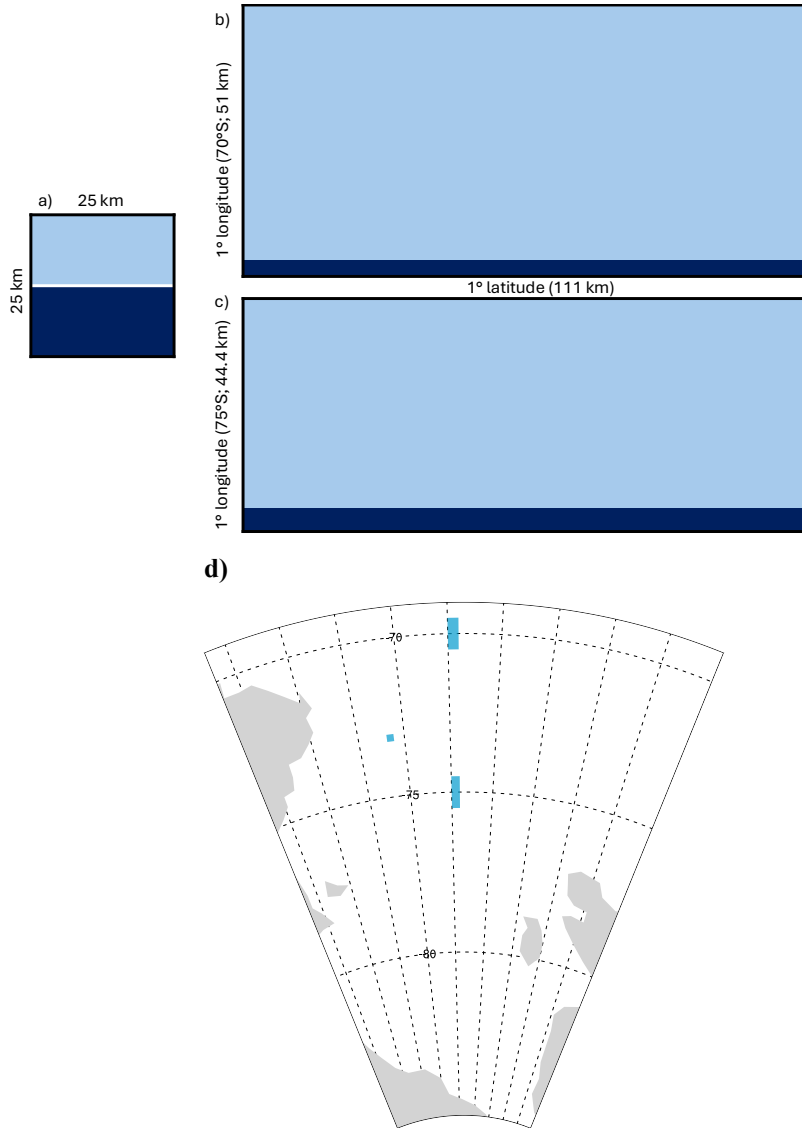 b)
1° longitude (70°S; 51 km)
a) 25 km
25 km
1° latitude (111 km)
c)
1° longitude (75°S; 44.4 km)
d)
70
75
80